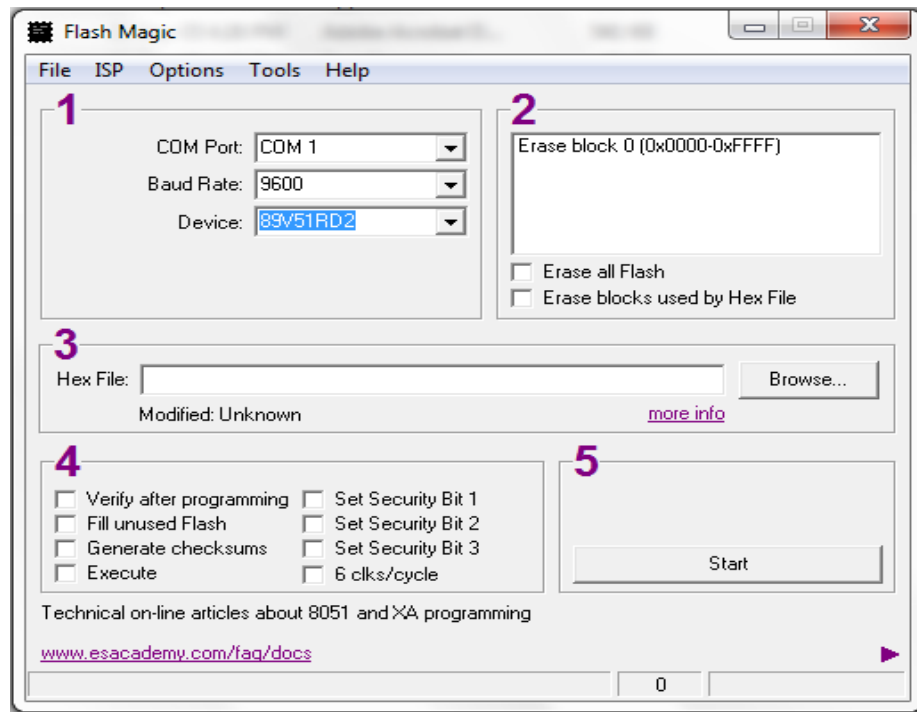 Flash Magic
File ISP Options Tools Help
1
COM Port: COM 1
Baud Rate: 9600
Device: 89V51RD2
2
Erase block 0 (0x0000-0xFFFF)
Erase all Flash
Erase blocks used by Hex File
3
Hex File: Browse...
Modified: Unknown more info
4
Verify after programming Set Security Bit 1
Fill unused Flash Set Security Bit 2
Generate checksums Set Security Bit 3
Execute 6 clks/cycle
5
Start
Technical on-line articles about 8051 and XA programming
www.esacademy.com/faq/docs
0